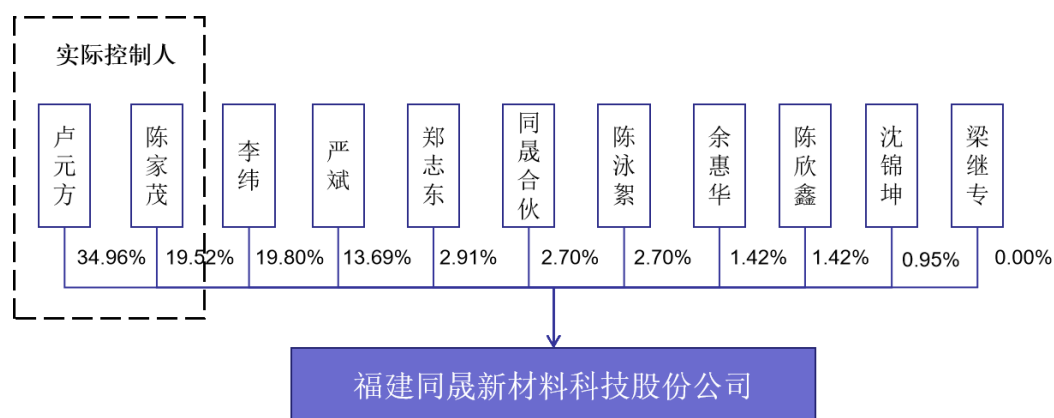 实际控制人
卢元方
陈家茂
李纬
严斌
郑志东
同晟合伙
陈泳絮
余惠华
陈欣鑫
沈锦坤
梁继专
34.96%
19.52%
19.80%
13.69%
2.91%
2.70%
2.70%
1.42%
1.42%
0.95%
0.00%
福建同晟新材料科技股份公司